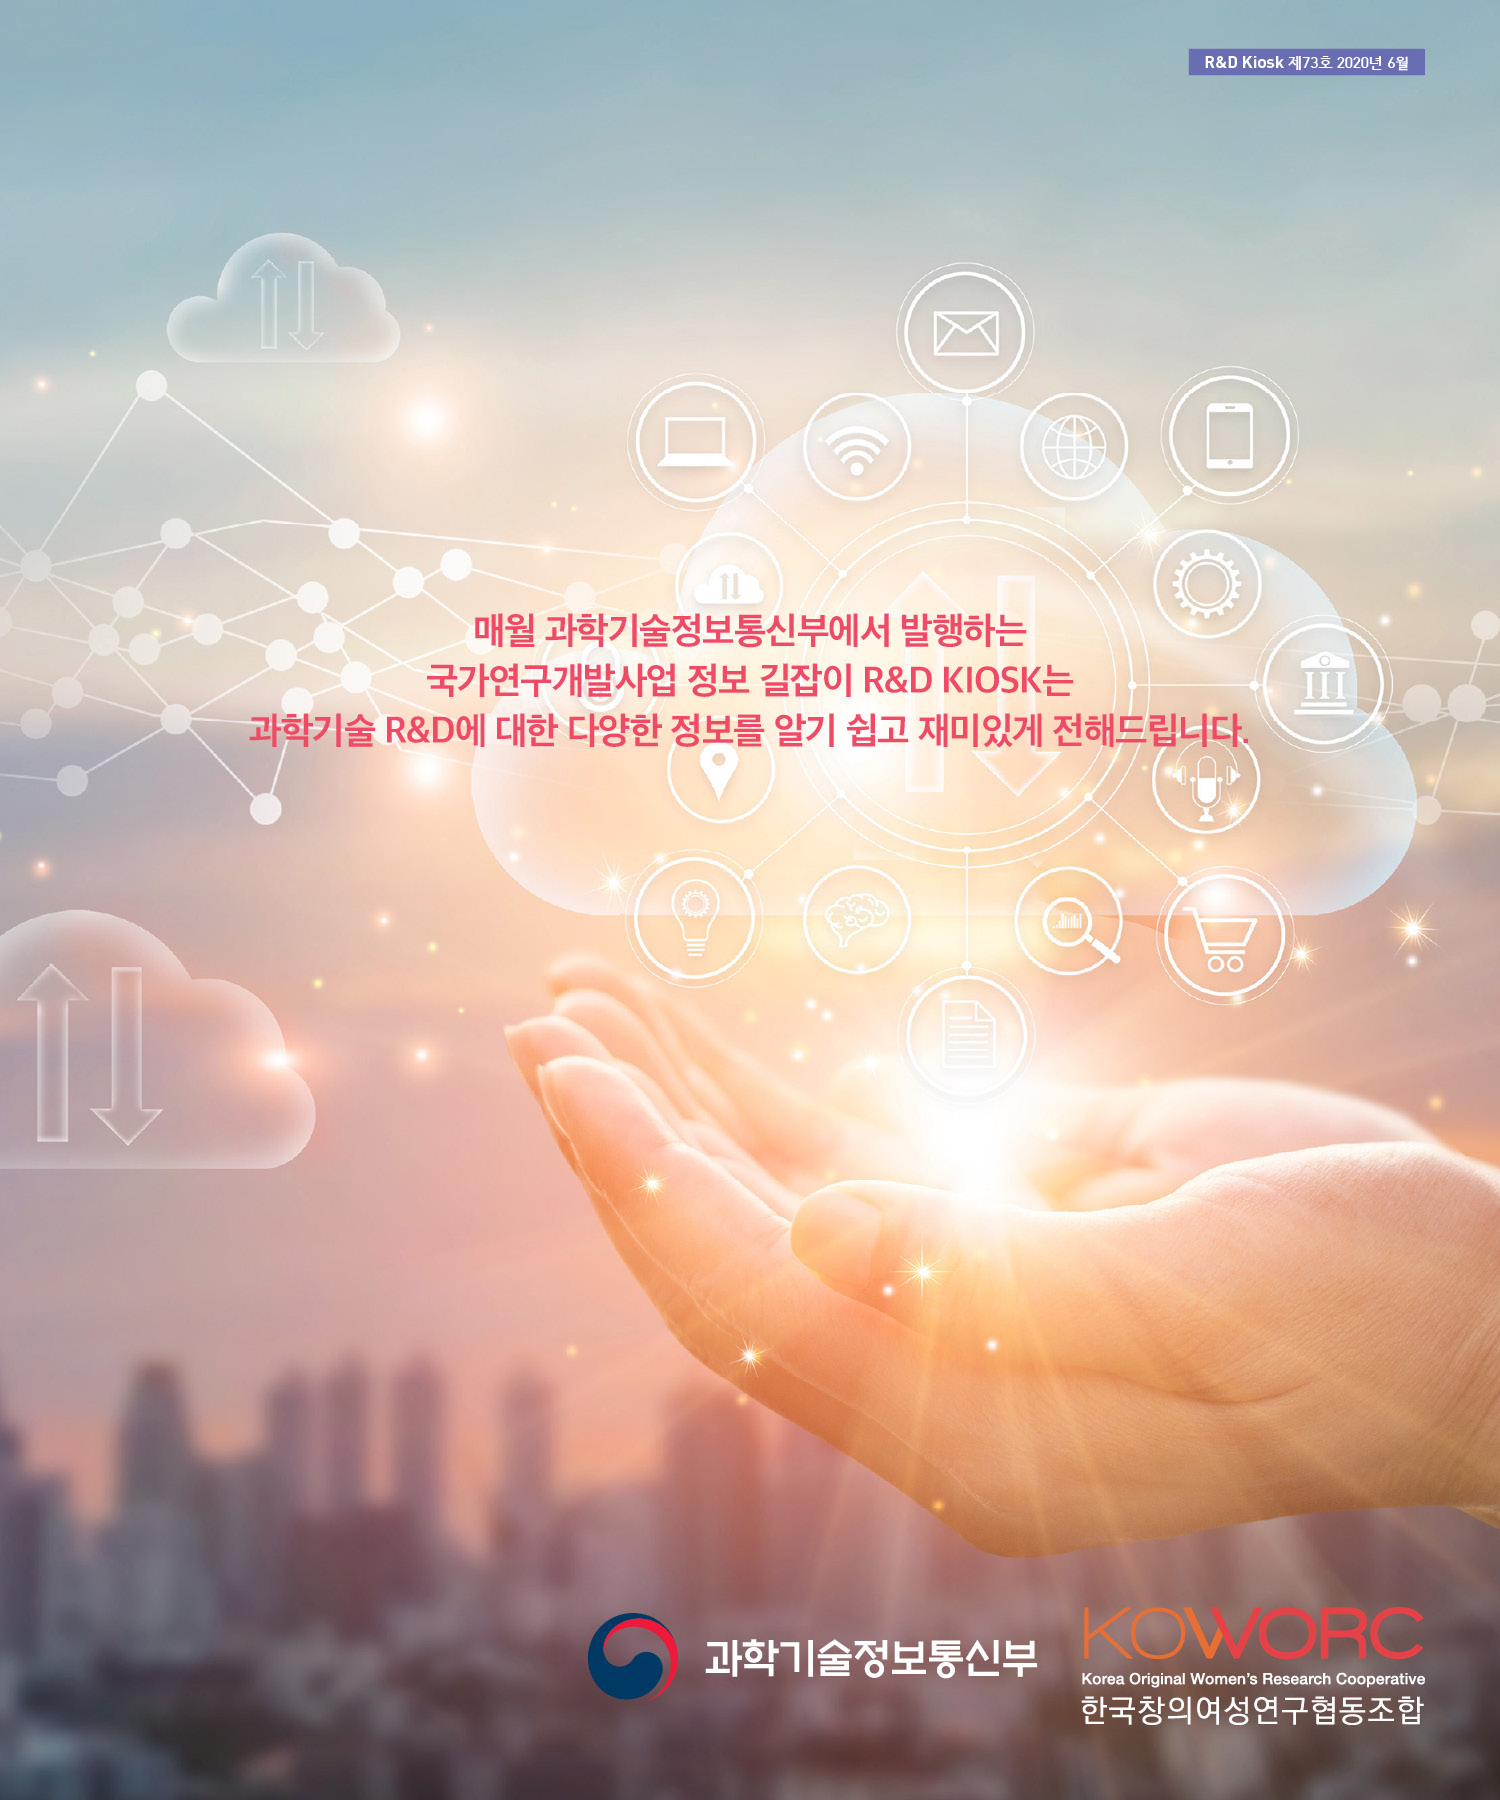 R&D Kiosk 제73호 2020년 6월
매월 과학기술정보통신부에서 발행하는
국가연구개발사업 정보 길잡이 R&D KIOSK는
과학기술 R&D에 대한 다양한 정보를 알기 쉽고 재미있게 전해드립니다.
과학기술정보통신부
KOWORC
Korea Original Women's Research Cooperative
한국창의여성연구협동조합